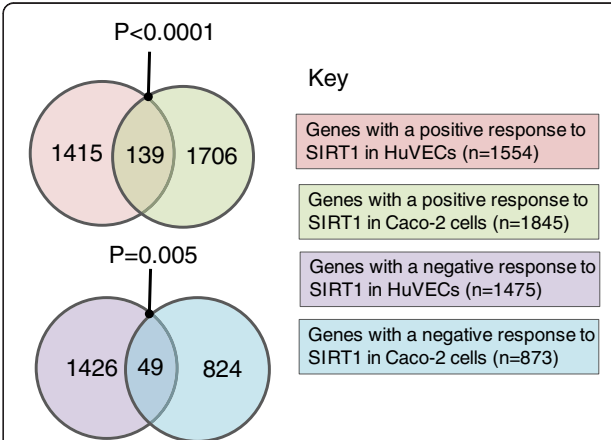 P<0.0001
1415
139
1706
P=0.005
1426
49
824
Key
Genes with a positive response to
SIRT1 in HuVECs (n=1554)
Genes with a positive response to
SIRT1 in Caco-2 cells (n=1845)
Genes with a negative response to
SIRT1 in HuVECs (n=1475)
Genes with a negative response to
SIRT1 in Caco-2 cells (n=873)